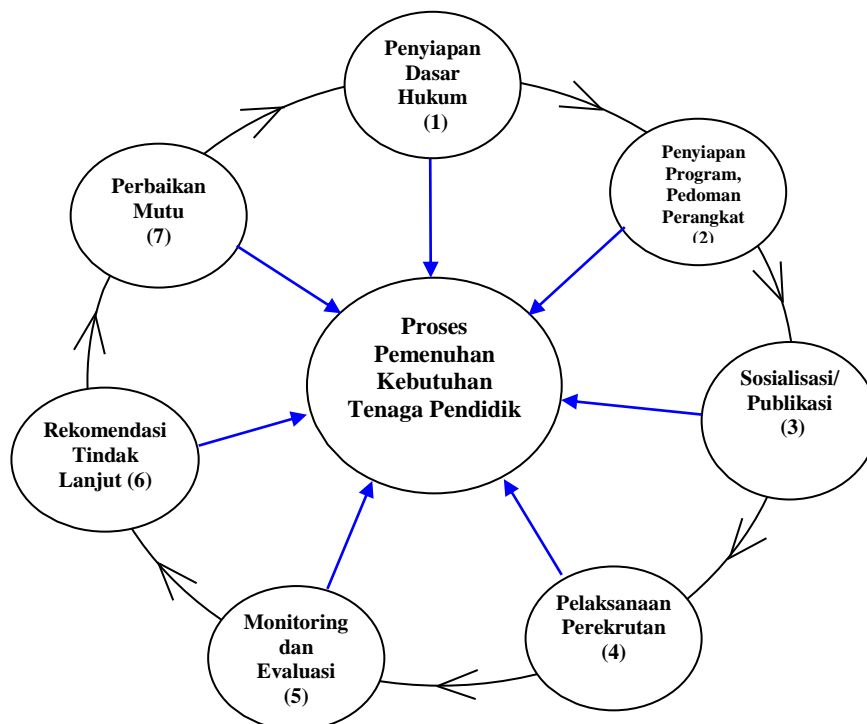 Penyiapan
Dasar
Hukum
(1)
Penyiapan
Program,
Pedoman
Perangkat
(2)
Sosialisasi/
Publikasi
(3)
Pelaksanaan
Perekrutan
(4)
Monitoring
dan
Evaluasi
(5)
Rekomendasi
Tindak
Lanjut (6)
Perbaikan
Mutu
(7)
Proses
Pemenuhan
Kebutuhan
Tenaga Pendidik